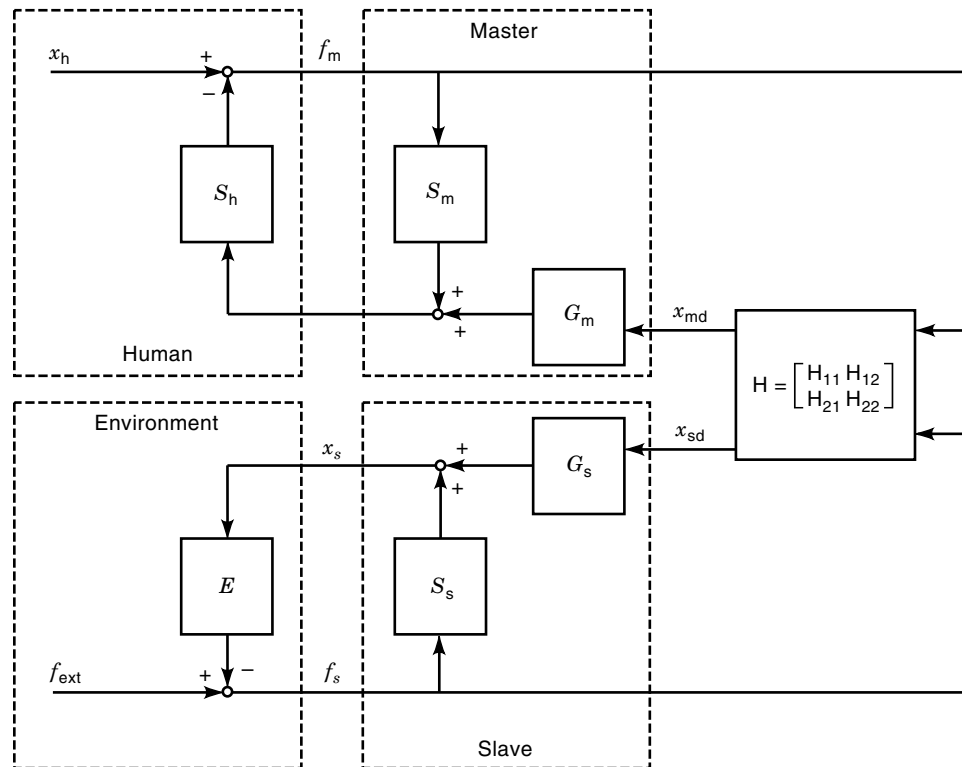 Master
x_h
+
−
f_m
S_h
S_m
+
+
G_m
x_md
Human
H = [H_11 H_12
H_21 H_22]
Environment
x_s
+
+
G_s
x_sd
E
S_s
f_ext
+
−
f_s
Slave